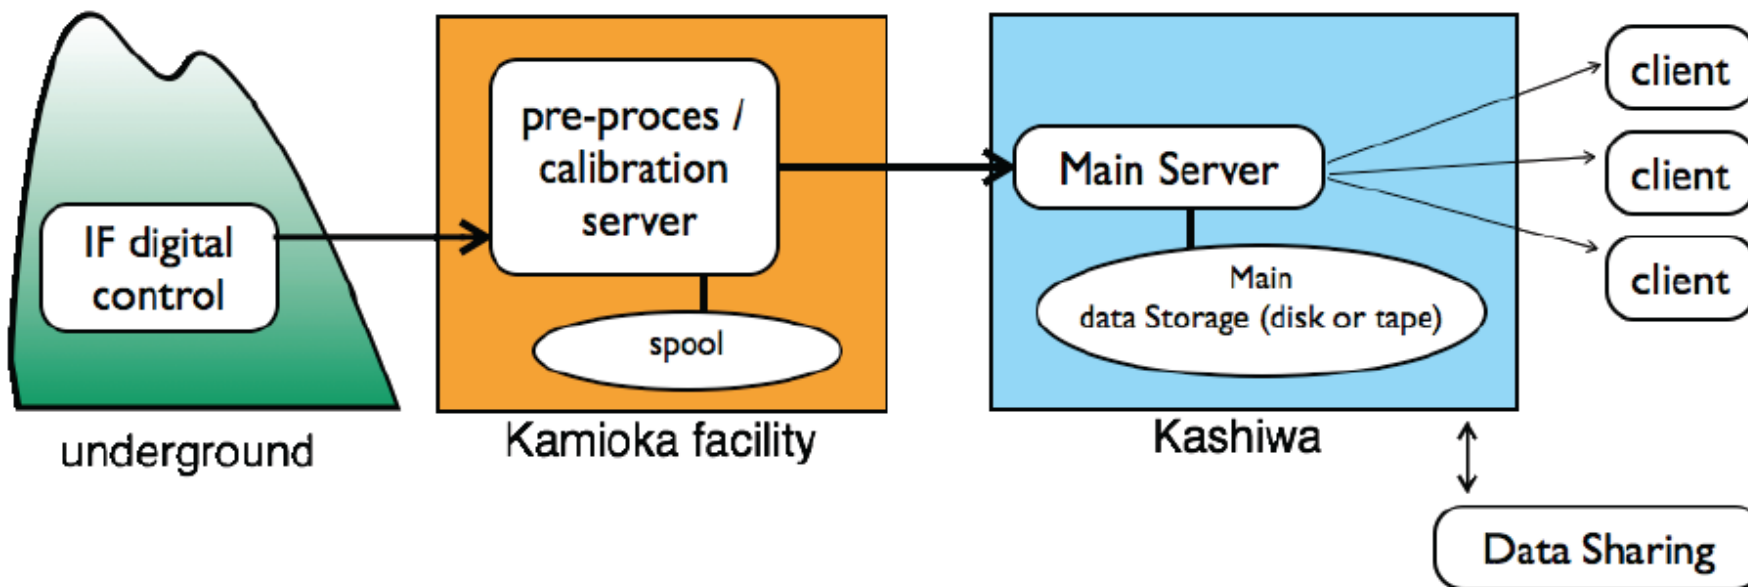 IF digital
control
underground
pre-proces /
calibration
server
spool
Kamioka facility
Main Server
Main
data Storage (disk or tape)
Kashiwa
client
client
client
Data Sharing